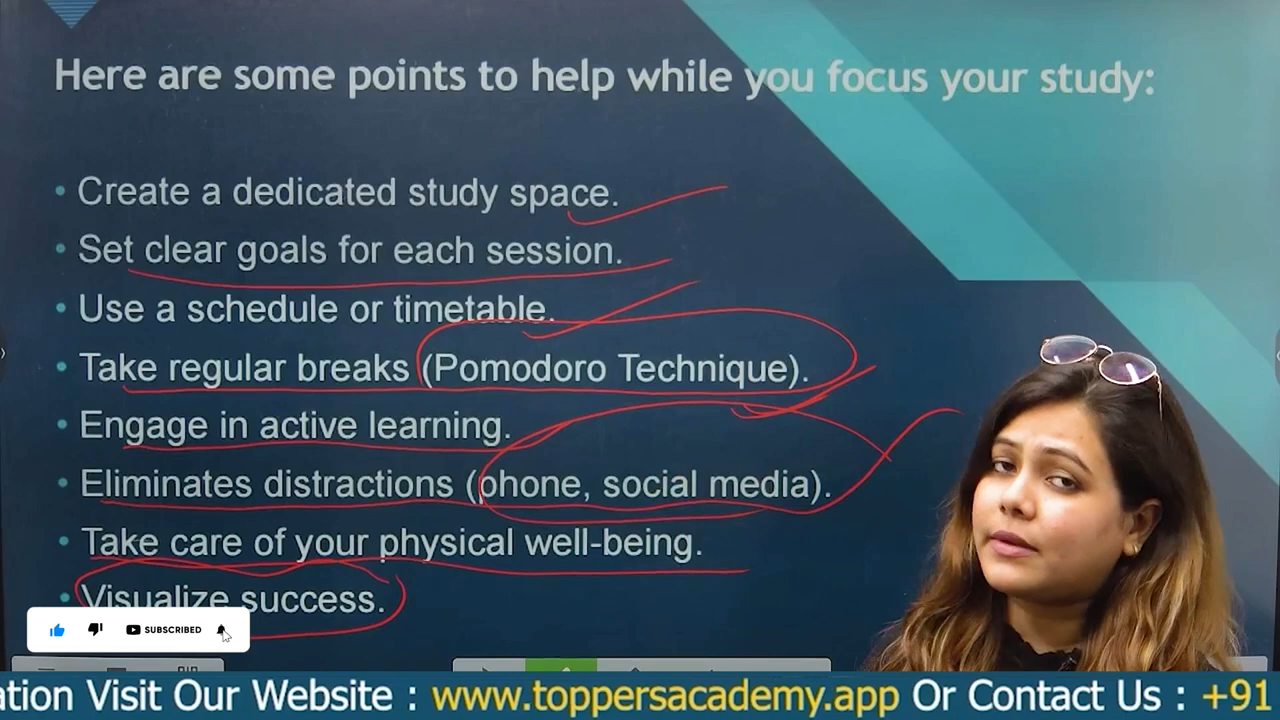 Here are some points to help while you focus your study:
• Create a dedicated study space.
• Set clear goals for each session.
• Use a schedule or timetable.
• Take regular breaks (Pomodoro Technique).
• Engage in active learning.
• Eliminates distractions (phone, social media).
• Take care of your physical well-being.
• Visualize success.
SUBSCRIBED
ation Visit Our Website : www.toppersacademy.app Or Contact Us : +91